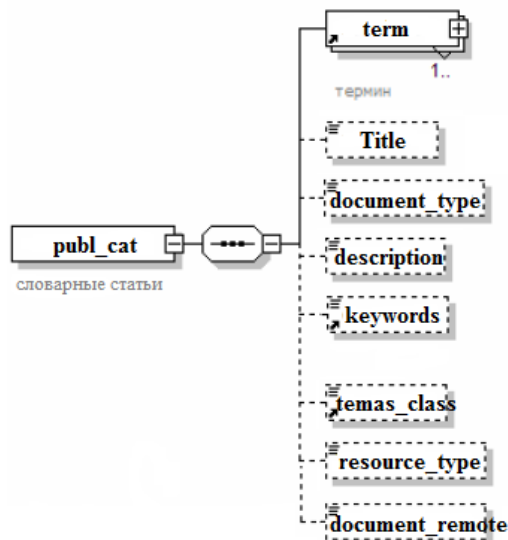 term
1..
термин
Title
document_type
publ_cat
словарные статьи
description
keywords
temas_class
resource_type
document_remote